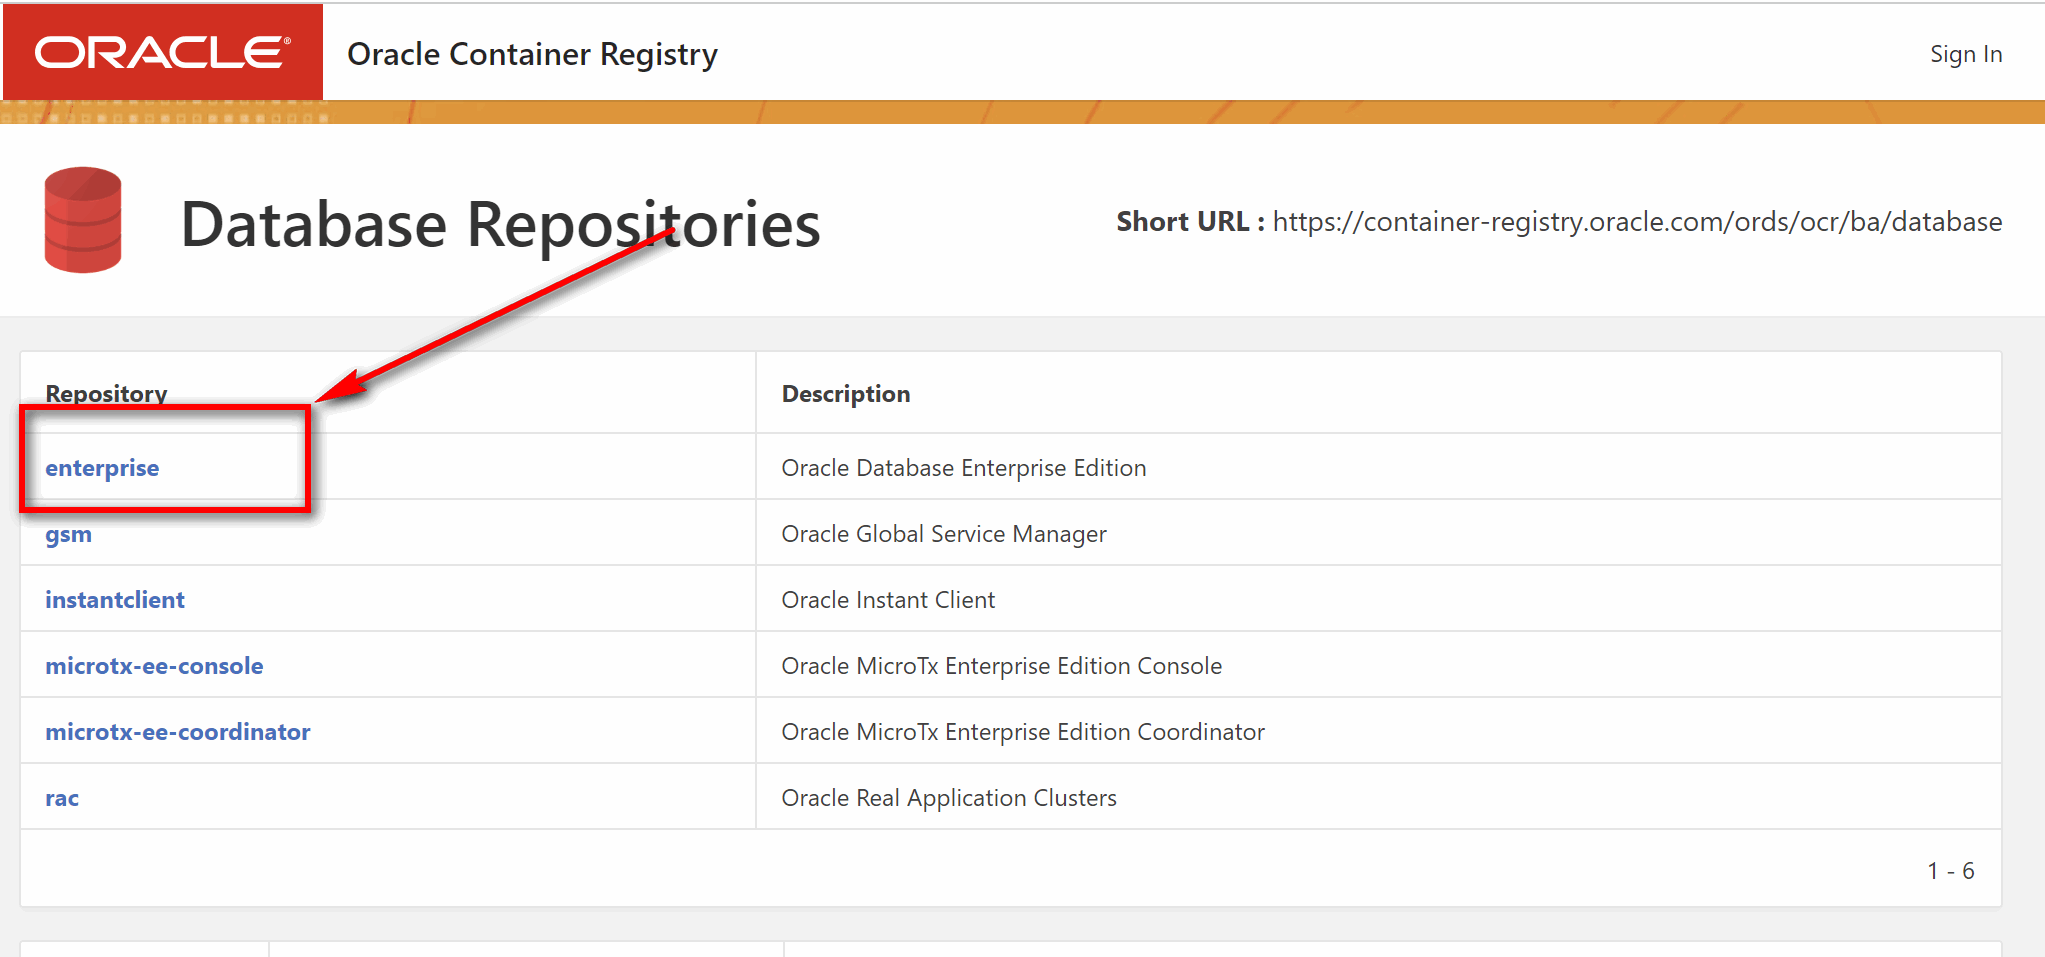 ORACLE® Oracle Container Registry Sign In
Database Repositories Short URL : https://container-registry.oracle.com/ords/ocr/ba/database
Repository Description
enterprise Oracle Database Enterprise Edition
gsm Oracle Global Service Manager
instantclient Oracle Instant Client
microtx-ee-console Oracle MicroTx Enterprise Edition Console
microtx-ee-coordinator Oracle MicroTx Enterprise Edition Coordinator
rac Oracle Real Application Clusters
1 - 6